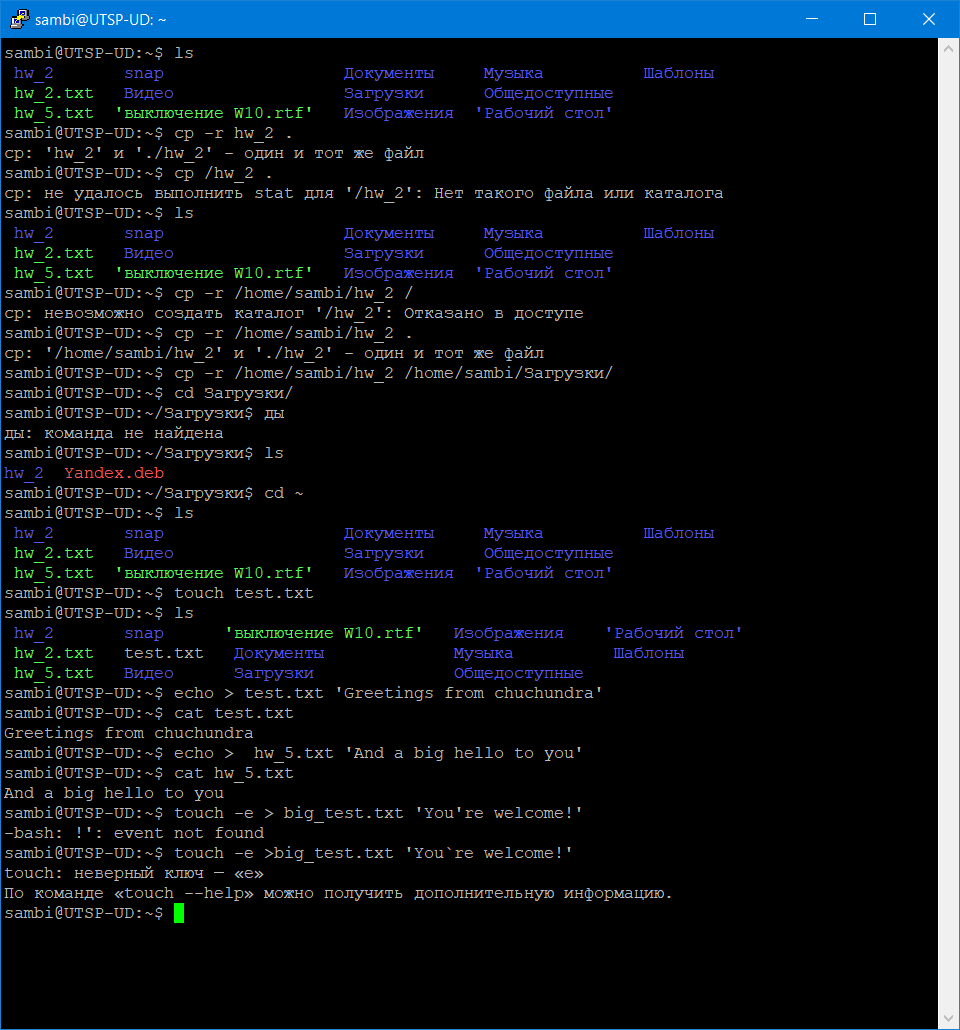 sambi@UTSP-UD: ~
sambi@UTSP-UD:~$ ls
hw_2 snap Документы Музыка Шаблоны
hw_2.txt Видео Загрузки Общедоступные
hw_5.txt 'выключение W10.rtf' Изображения 'Рабочий стол'
sambi@UTSP-UD:~$ cp -r hw_2 .
cp: 'hw_2' и './hw_2' - один и тот же файл
sambi@UTSP-UD:~$ cp /hw_2 .
cp: не удалось выполнить stat для '/hw_2': Нет такого файла или каталога
sambi@UTSP-UD:~$ ls
hw_2 snap Документы Музыка Шаблоны
hw_2.txt Видео Загрузки Общедоступные
hw_5.txt 'выключение W10.rtf' Изображения 'Рабочий стол'
sambi@UTSP-UD:~$ cp -r /home/sambi/hw_2 /
cp: невозможно создать каталог '/hw_2': Отказано в доступе
sambi@UTSP-UD:~$ cp -r /home/sambi/hw_2 .
cp: '/home/sambi/hw_2' и './hw_2' - один и тот же файл
sambi@UTSP-UD:~$ cp -r /home/sambi/hw_2 /home/sambi/Загрузки/
sambi@UTSP-UD:~$ cd Загрузки/
sambi@UTSP-UD:~/Загрузки$ ды
ды: команда не найдена
sambi@UTSP-UD:~/Загрузки$ ls
hw_2 Yandex.deb
sambi@UTSP-UD:~/Загрузки$ cd ~
sambi@UTSP-UD:~$ ls
hw_2 snap Документы Музыка Шаблоны
hw_2.txt Видео Загрузки Общедоступные
hw_5.txt 'выключение W10.rtf' Изображения 'Рабочий стол'
sambi@UTSP-UD:~$ touch test.txt
sambi@UTSP-UD:~$ ls
hw_2 snap 'выключение W10.rtf' Изображения 'Рабочий стол'
hw_2.txt test.txt Документы Музыка Шаблоны
hw_5.txt Видео Загрузки Общедоступные
sambi@UTSP-UD:~$ echo > test.txt 'Greetings from chuchundra'
sambi@UTSP-UD:~$ cat test.txt
Greetings from chuchundra
sambi@UTSP-UD:~$ echo >  hw_5.txt 'And a big hello to you'
sambi@UTSP-UD:~$ cat hw_5.txt
And a big hello to you
sambi@UTSP-UD:~$ touch -e > big_test.txt 'You're welcome!'
-bash: !': event not found
sambi@UTSP-UD:~$ touch -e >big_test.txt 'You`re welcome!'
touch: неверный ключ — «e»
По команде «touch --help» можно получить дополнительную информацию.
sambi@UTSP-UD:~$